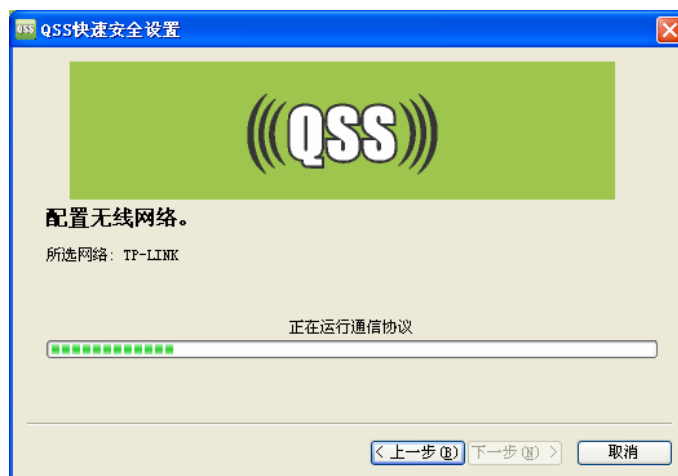 QSS QSS快速安全设置
(((QSS)))
配置无线网络。
所选网络: TP-LINK
正在运行通信协议
< 上一步(B) 下一步(N) > 取消